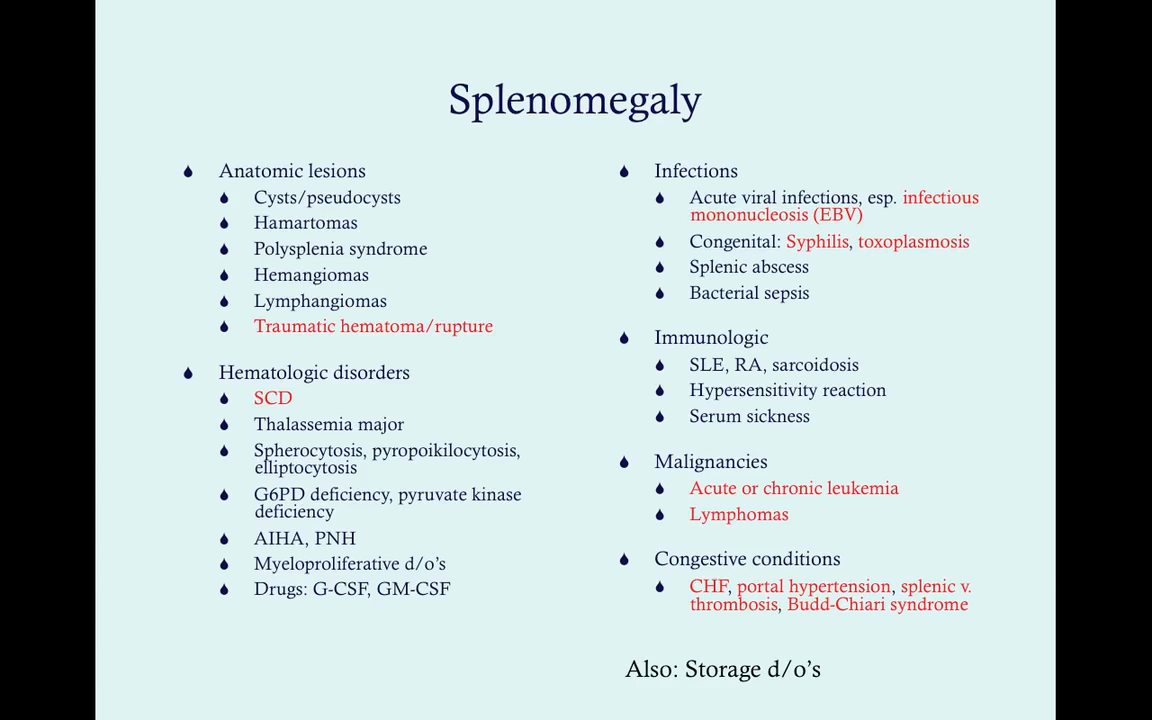 Splenomegaly
Anatomic lesions
Cysts/pseudocysts
Hamartomas
Polysplenia syndrome
Hemangiomas
Lymphangiomas
Traumatic hematoma/rupture
Hematologic disorders
SCD
Thalassemia major
Spherocytosis, pyropoikilocytosis,
elliptocytosis
G6PD deficiency, pyruvate kinase
deficiency
AIHA, PNH
Myeloproliferative d/o's
Drugs: G-CSF, GM-CSF
Infections
Acute viral infections, esp. infectious
mononucleosis (EBV)
Congenital: Syphilis, toxoplasmosis
Splenic abscess
Bacterial sepsis
Immunologic
SLE, RA, sarcoidosis
Hypersensitivity reaction
Serum sickness
Malignancies
Acute or chronic leukemia
Lymphomas
Congestive conditions
CHF, portal hypertension, splenic v.
thrombosis, Budd-Chiari syndrome
Also: Storage d/o's